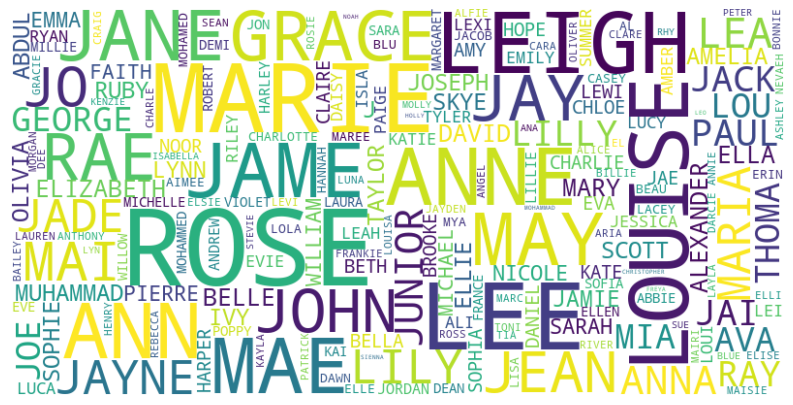 JANE
GRACE
LEIGH
LEA
EMMA
ABDUL
RYAN
MILLIE
CRAIG
MOHAMED
SEAN
DEMI
JON
BLU
SARA
ROSIE
NOAH
MARGARET
ALFIE
LEXI
JACOB
AMY
HOPE
CARA
EMILY
AL
CLARE
OLIVER
RHY
SUMMER
PETER
BONNIE
AMBER
AMELIA
JO
FAITH
RUBY
GRACIE
KENZIE
CHARLE
ROBERT
MARIE
HARLEY
CLAIRE
DAISY
ISLA
J
PAIGE
MOLLY
HOLLY
JOSEPH
SKYE
TYLER
JAY
CASEY
LEWI
CHLOE
LUCY
LOUISE
LOU
PAUL
JACK
ASHLEY
NEVAEH
LEO
GEORGE
OLIVIA
MEGAN
DEE
RAE
NOOR
LYNN
ISABELLA
AIMEE
RILEY
CHARLOTTE
MAREE
HANNAH
KATIE
DAVID
ANA
LILLY
ALICE
EL
BILLIE
CHARLIE
ELLA
ELIZABETH
MICHELLE
ELSIE
JAME
VIOLET
LUNA
LEVI
LAURA
TAYLOR
ANNE
ANGEL
LILLIE
MARY
EVA
JAE
BEAU
LACEY
ALEXANDER
DARCIE
ANNIE
ERIN
MARIA
THOMA
JADE
LAUREN
ANTHONY
BAILEY
MAI
LYN
WILLOW
ROSE
MOHAMMED
ANDREW
STEVIE
LOLA
EVIE
LEAH
FRANKIE
BETH
WILLIAM
LOUISA
JUNIOR
JAYDEN
MYA
BROOKE
MICHAEL
ELLIE
MOHAMMAD
MAY
ARIA
JESSICA
SCOTT
NICOLE
KATE
SOFIA
CHRISTOPHER
FREYA
ABBIE
LAYLA
JAI
ELLI
LEI
MUHAMMAD
PIERRE
BELLE
JOHN
EVE
SOPHIE
JOE
ANN
HENRY
REBECCA
IVY
POPPY
HARPER
BELLA
ALI
ROSS
SOPHIA
FRANCE
LEE
MARC
TONI
TIA
ELLEN
DANIEL
JAMIE
SARAH
RIVER
MIA
SUE
MAIRI
LOUI
AVA
BLUE
ELISE
LUCA
JAYNE
MAE
KAYLA
DAWN
PATRICK
SIENNA
KAI
ELLE
LILY
JORDAN
DEAN
JEAN
LISA
ANNA
RAY
MAISIE